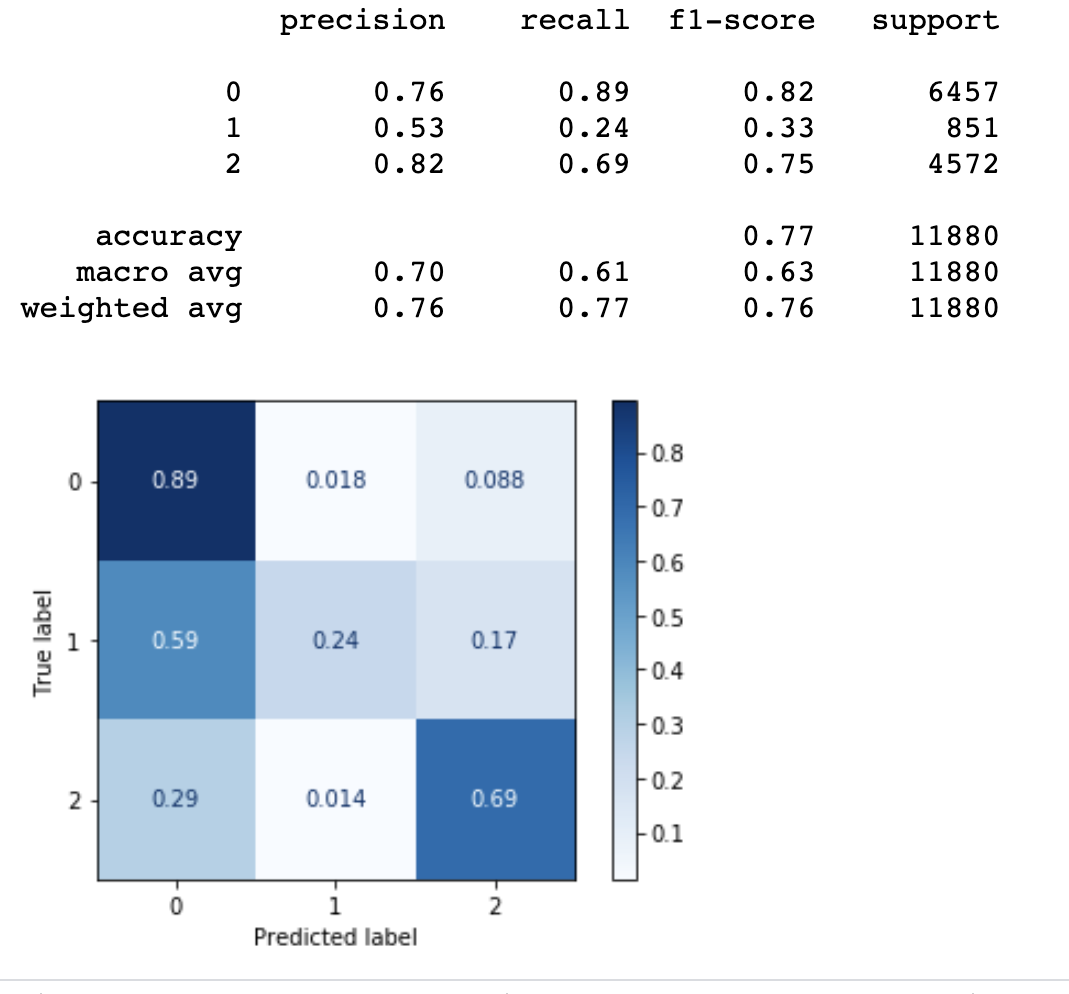 precision recall f1-score support
0 0.76 0.89 0.82 6457
1 0.53 0.24 0.33 851
2 0.82 0.69 0.75 4572
accuracy 0.77 11880
macro avg 0.70 0.61 0.63 11880
weighted avg 0.76 0.77 0.76 11880
0 0.89 0.018 0.088
1 0.59 0.24 0.17
2 0.29 0.014 0.69
0 1 2
Predicted label
True label
0.8
0.7
0.6
0.5
0.4
0.3
0.2
0.1